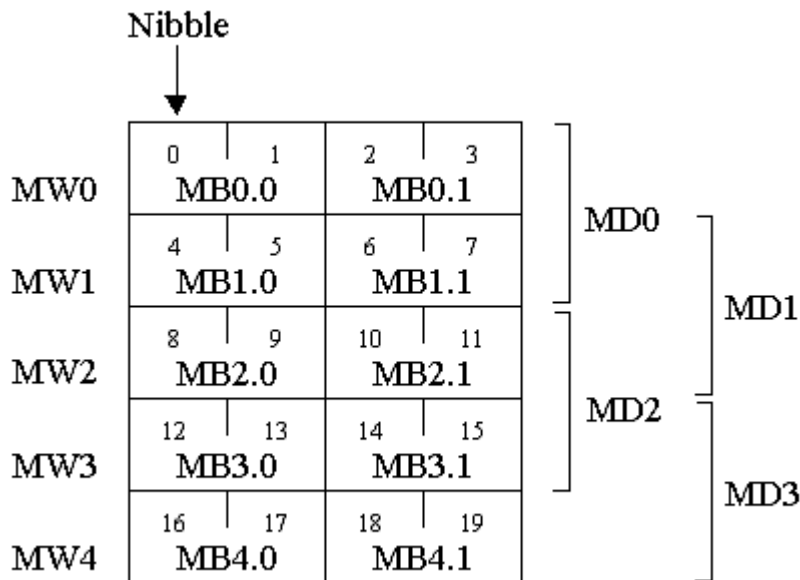 Nibble
0 1 2 3
MW0 MB0.0 MB0.1
MD0
4 5 6 7
MW1 MB1.0 MB1.1
MD1
8 9 10 11
MW2 MB2.0 MB2.1
MD2
12 13 14 15
MW3 MB3.0 MB3.1
MD3
16 17 18 19
MW4 MB4.0 MB4.1